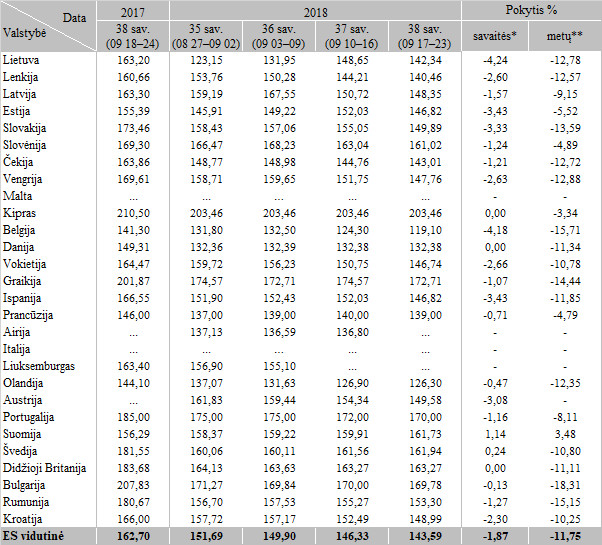 Data 2017 2018 Pokytis %
Valstybė 38 sav. (09 18–24) 35 sav. (08 27–09 02) 36 sav. (09 03–09) 37 sav. (09 10–16) 38 sav. (09 17–23) savaitės* metų**
Lietuva 163,20 123,15 131,95 148,65 142,34 -4,24 -12,78
Lenkija 160,66 153,76 150,28 144,21 140,46 -2,60 -12,57
Latvija 163,30 159,19 167,55 150,72 148,35 -1,57 -9,15
Estija 155,39 145,91 149,22 152,03 146,82 -3,43 -5,52
Slovakija 173,46 158,43 157,06 155,05 149,89 -3,33 -13,59
Slovėnija 169,30 166,47 168,23 163,04 161,02 -1,24 -4,89
Čekija 163,86 148,77 148,98 144,76 143,01 -1,21 -12,72
Vengrija 169,61 158,71 159,65 151,75 147,76 -2,63 -12,88
Malta ... ... ... ... ... - -
Kipras 210,50 203,46 203,46 203,46 203,46 0,00 -3,34
Belgija 141,30 131,80 132,50 124,30 119,10 -4,18 -15,71
Danija 149,31 132,36 132,39 132,38 132,38 0,00 -11,34
Vokietija 164,47 159,72 156,23 150,75 146,74 -2,66 -10,78
Graikija 201,87 174,57 172,71 174,57 172,71 -1,07 -14,44
Ispanija 166,55 151,90 152,43 152,03 146,82 -3,43 -11,85
Prancūzija 146,00 137,00 139,00 140,00 139,00 -0,71 -4,79
Airija ... 137,13 136,59 136,80 ... - -
Italija ... ... ... ... ... - -
Liuksemburgas 163,40 156,90 155,10 ... ... - -
Olandija 144,10 137,07 131,63 126,90 126,30 -0,47 -12,35
Austrija ... 161,83 159,44 154,34 149,58 -3,08 -
Portugalija 185,00 175,00 175,00 172,00 170,00 -1,16 -8,11
Suomija 156,29 158,37 159,22 159,91 161,73 1,14 3,48
Švedija 181,55 160,06 160,11 161,56 161,94 0,24 -10,80
Didžioji Britanija 183,68 164,13 163,63 163,27 163,27 0,00 -11,11
Bulgarija 207,83 171,27 169,84 170,00 169,78 -0,13 -18,31
Rumunija 180,67 156,70 157,53 155,27 153,30 -1,27 -15,15
Kroatija 166,00 157,72 157,17 152,49 148,99 -2,30 -10,25
ES vidutinė 162,70 151,69 149,90 146,33 143,59 -1,87 -11,75